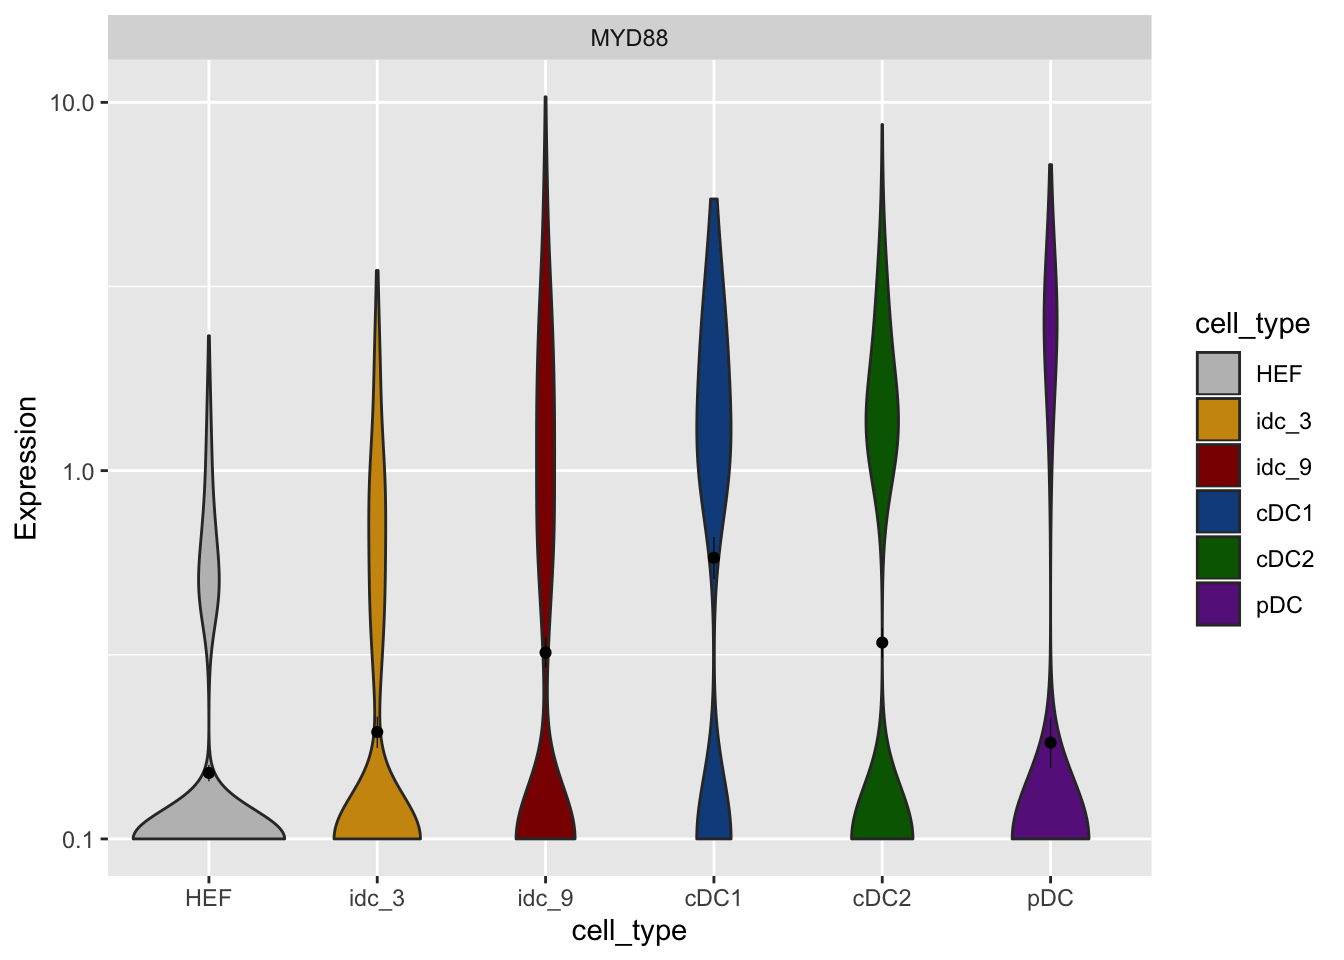 MYD88
10.0
1.0
0.1
Expression
HEF
idc_3
idc_9
cDC1
cDC2
pDC
cell_type
cell_type
HEF
idc_3
idc_9
cDC1
cDC2
pDC